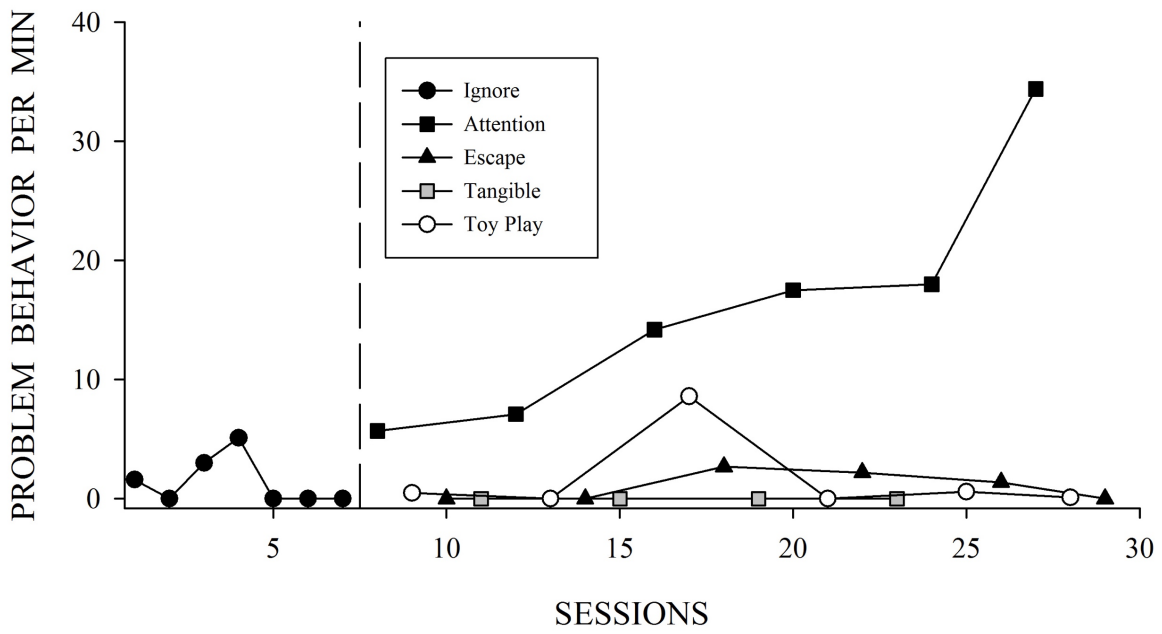 PROBLEM BEHAVIOR PER MIN
40
30
20
10
0
Ignore
Attention
Escape
Tangible
Toy Play
5
10
15
20
25
30
SESSIONS